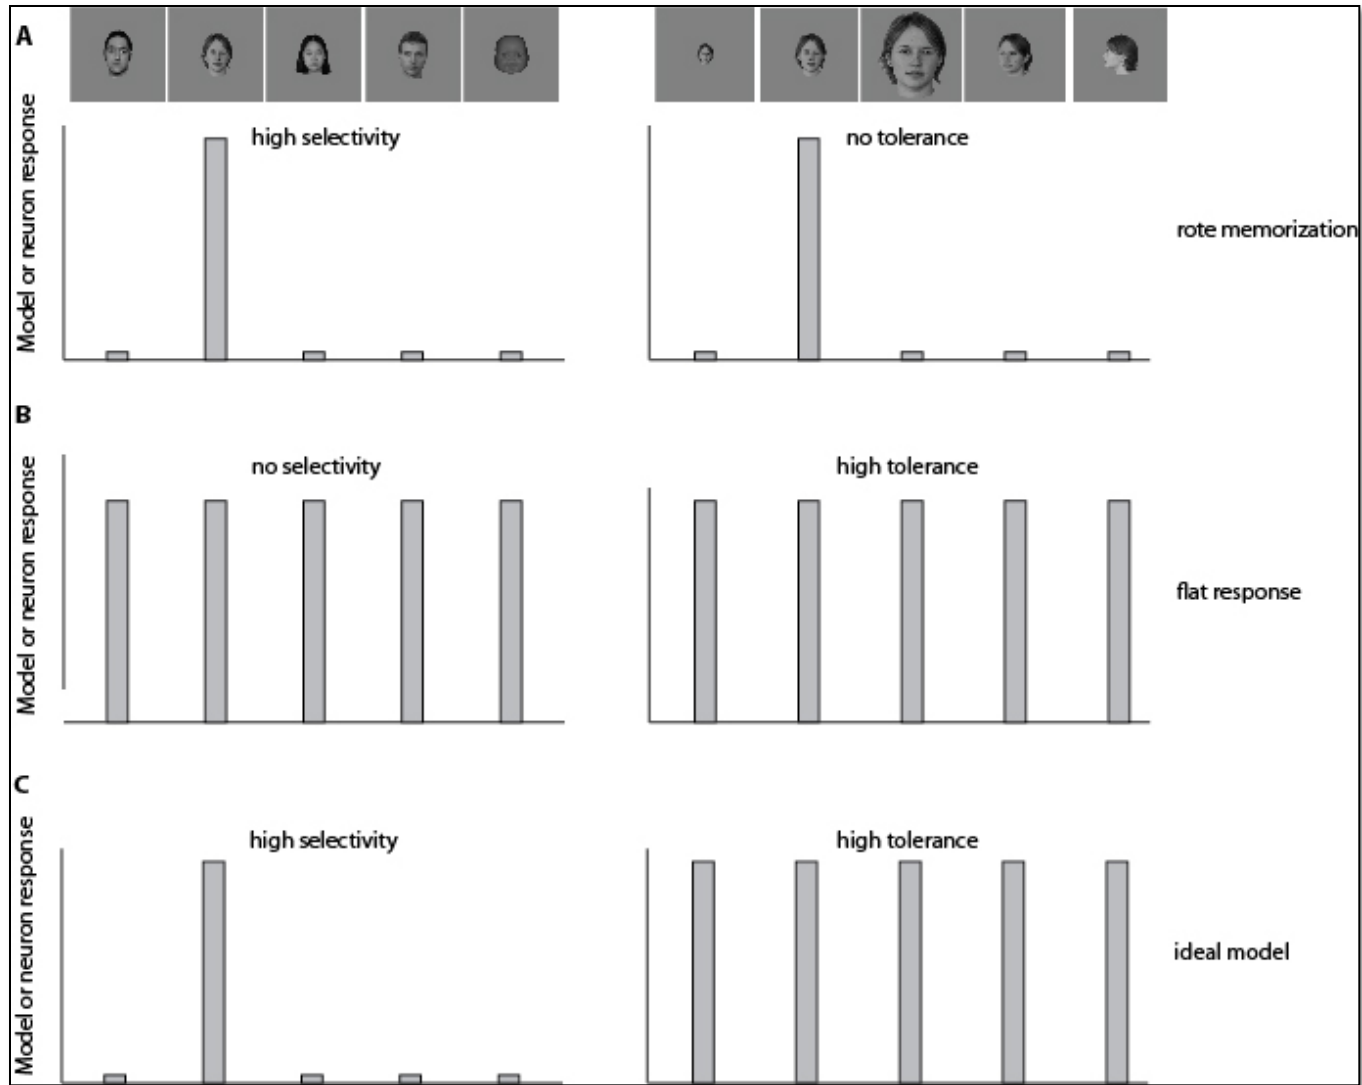 A
Model or neuron response
high selectivity
no tolerance
rote memorization
B
Model or neuron response
no selectivity
high tolerance
flat response
C
Model or neuron response
high selectivity
high tolerance
ideal model